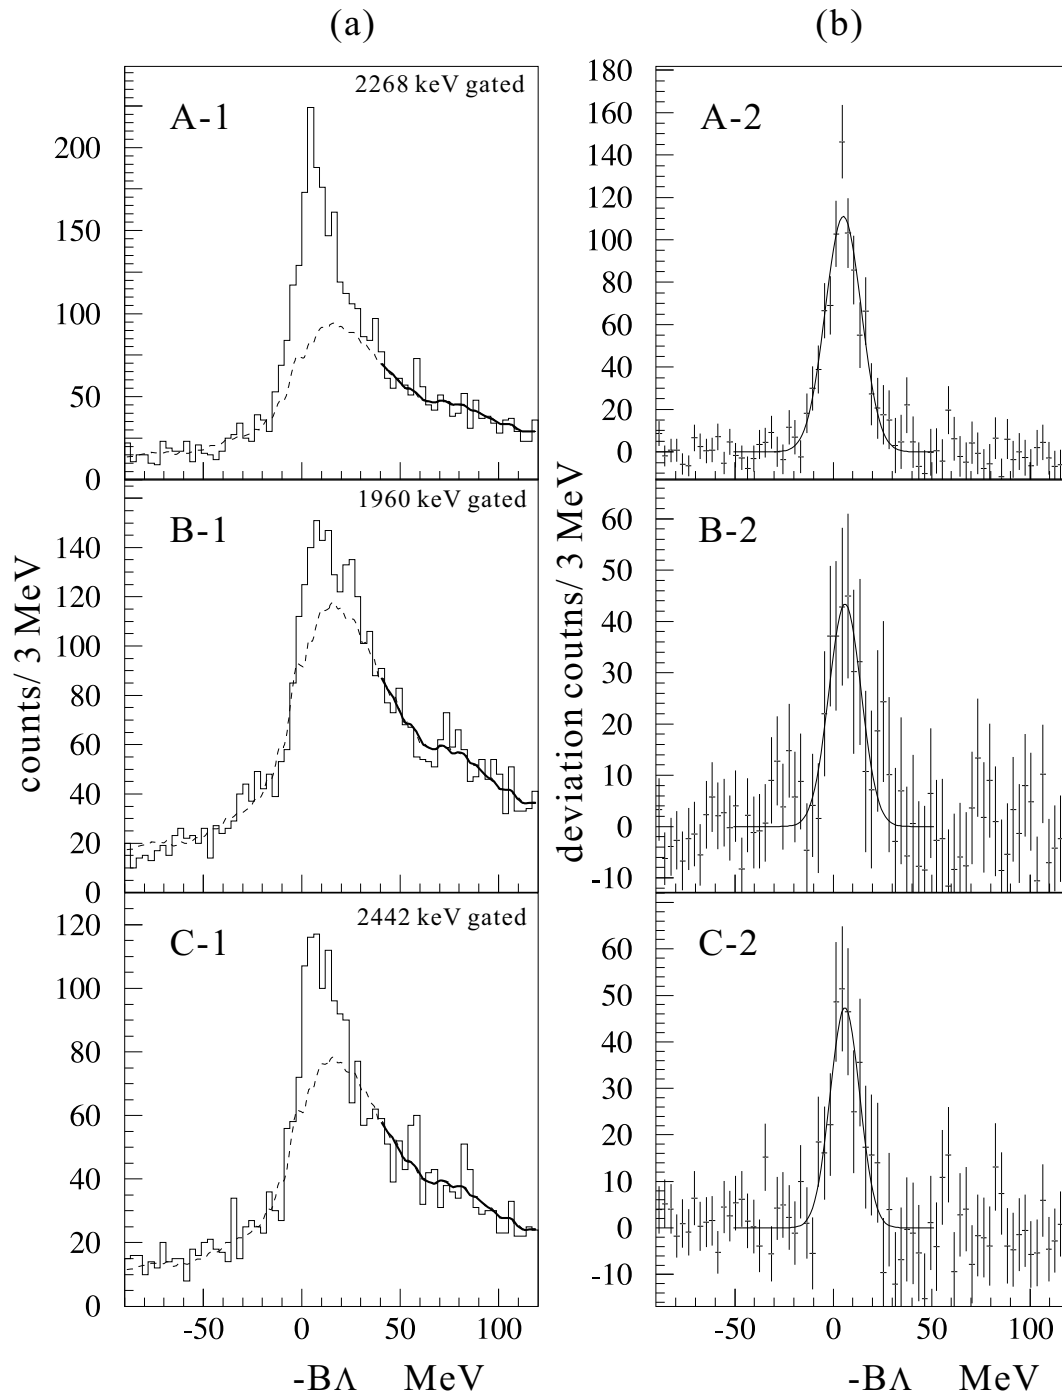 (a) (b)
2268 keV gated
A-1
200
150
100
50
0
180
A-2
160
140
120
100
80
60
40
20
0
1960 keV gated
B-1
140
120
100
80
60
40
20
0
B-2
60
50
40
30
20
10
0
-10
2442 keV gated
C-1
120
100
80
60
40
20
0
C-2
60
50
40
30
20
10
0
-10
counts/ 3 MeV
deviation coutns/ 3 MeV
-50 0 50 100
-BΛ MeV
-50 0 50 100
-BΛ MeV